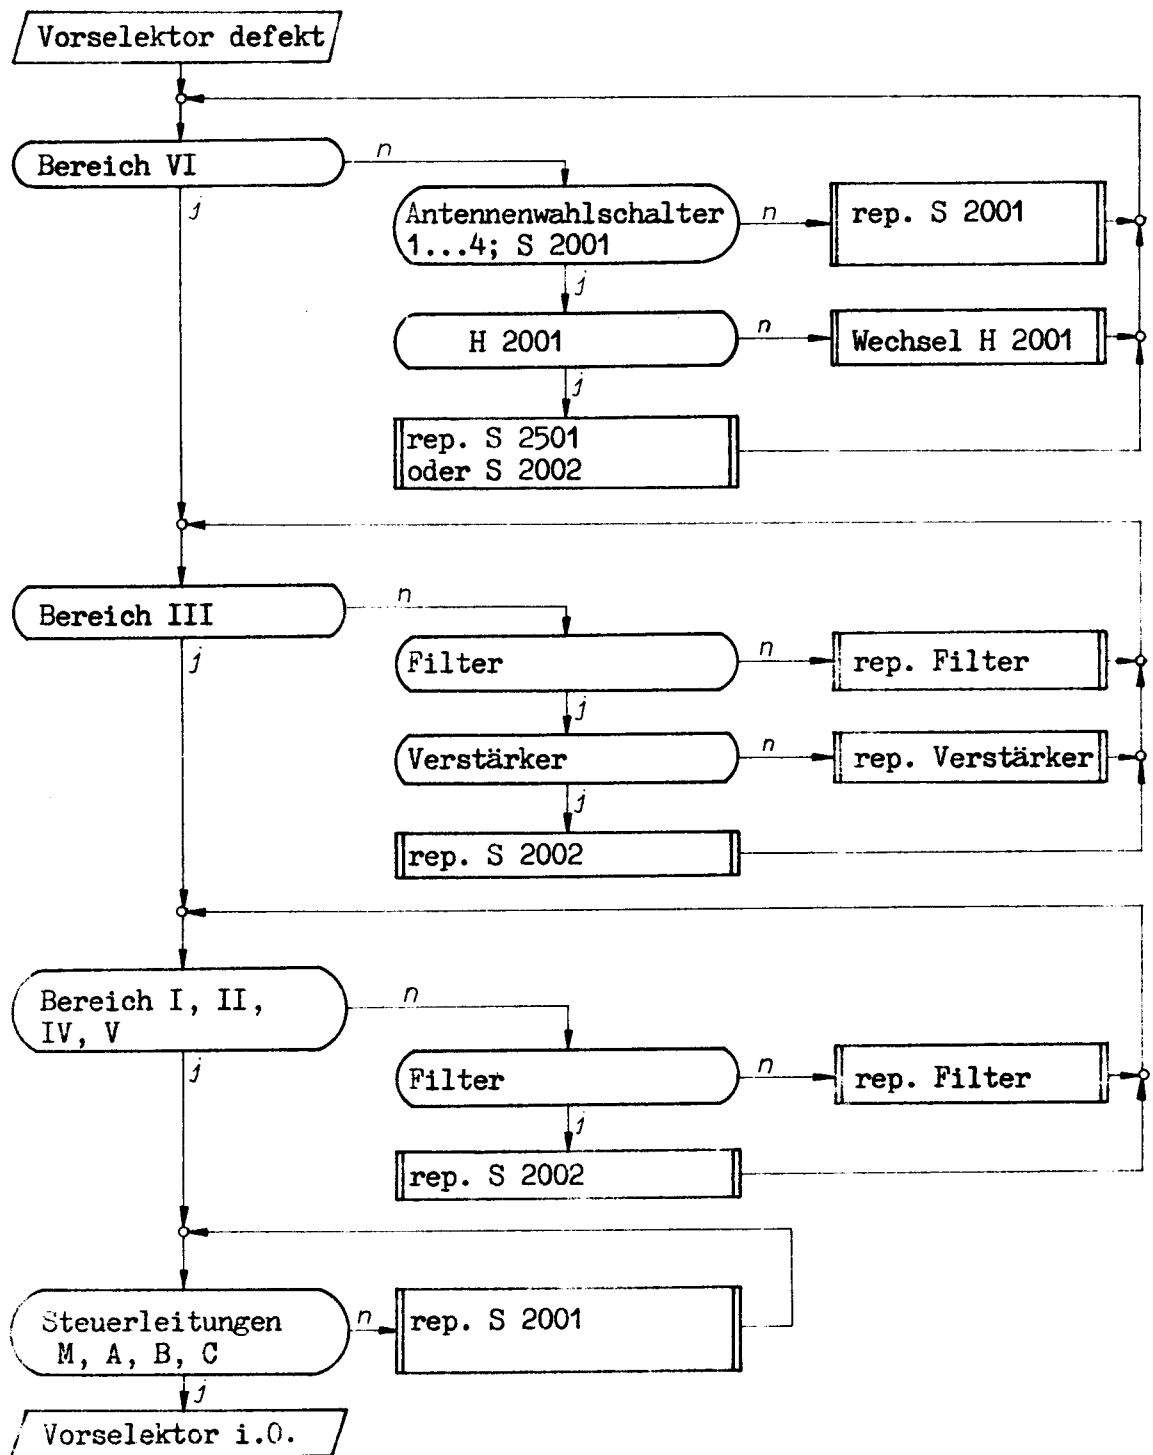 Vorselektor defekt
Bereich VI
n
j
Antennenwahlschalter
1...4; S 2001
n
rep. S 2001
j
H 2001
n
Wechsel H 2001
j
rep. S 2501
oder S 2002
Bereich III
n
j
Filter
n
rep. Filter
j
Verstärker
n
rep. Verstärker
j
rep. S 2002
Bereich I, II,
IV, V
n
j
Filter
n
rep. Filter
j
rep. S 2002
Steuerleitungen
M, A, B, C
n
rep. S 2001
j
Vorselektor i.O.